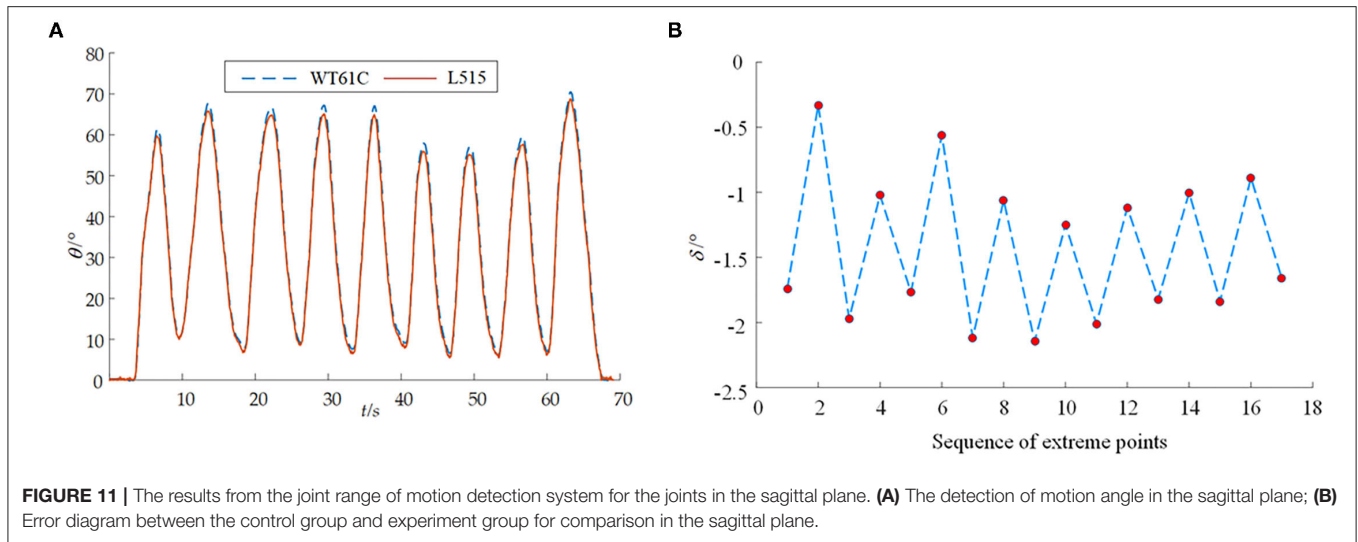 A
80
70
60
50
40
30
20
10
0
θ/°
WT61C
L515
10 20 30 40 50 60 70
t/s
B
0
-0.5
-1
-1.5
-2
-2.5
δ/°
0 2 4 6 8 10 12 14 16 18
Sequence of extreme points
FIGURE 11 | The results from the joint range of motion detection system for the joints in the sagittal plane. (A) The detection of motion angle in the sagittal plane; (B)
Error diagram between the control group and experiment group for comparison in the sagittal plane.